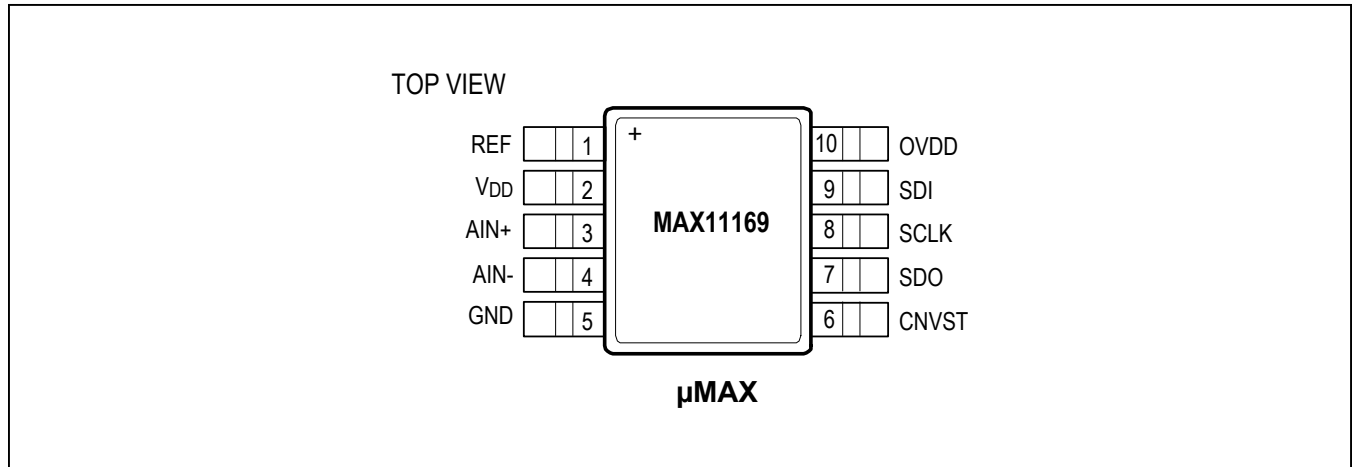 TOP VIEW
REF 1 + 10 OVDD
VDD 2 9 SDI
AIN+ 3 MAX11169 8 SCLK
AIN- 4 7 SDO
GND 5 6 CNVST
µMAX